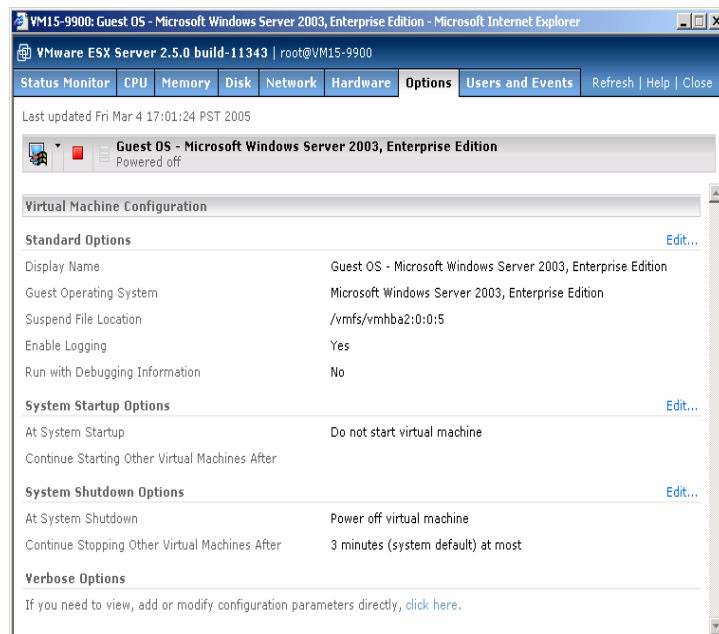 VM15-9900: Guest OS - Microsoft Windows Server 2003, Enterprise Edition - Microsoft Internet Explorer
VMware ESX Server 2.5.0 build-11343 | root@VM15-9900
Status Monitor CPU Memory Disk Network Hardware Options Users and Events Refresh | Help | Close
Last updated Fri Mar 4 17:01:24 PST 2005
Guest OS - Microsoft Windows Server 2003, Enterprise Edition
Powered off
Virtual Machine Configuration
Standard Options Edit...
Display Name Guest OS - Microsoft Windows Server 2003, Enterprise Edition
Guest Operating System Microsoft Windows Server 2003, Enterprise Edition
Suspend File Location /vmfs/vmhba2:0:0:5
Enable Logging Yes
Run with Debugging Information No
System Startup Options Edit...
At System Startup Do not start virtual machine
Continue Starting Other Virtual Machines After
System Shutdown Options Edit...
At System Shutdown Power off virtual machine
Continue Stopping Other Virtual Machines After 3 minutes (system default) at most
Verbose Options
If you need to view, add or modify configuration parameters directly, click here.